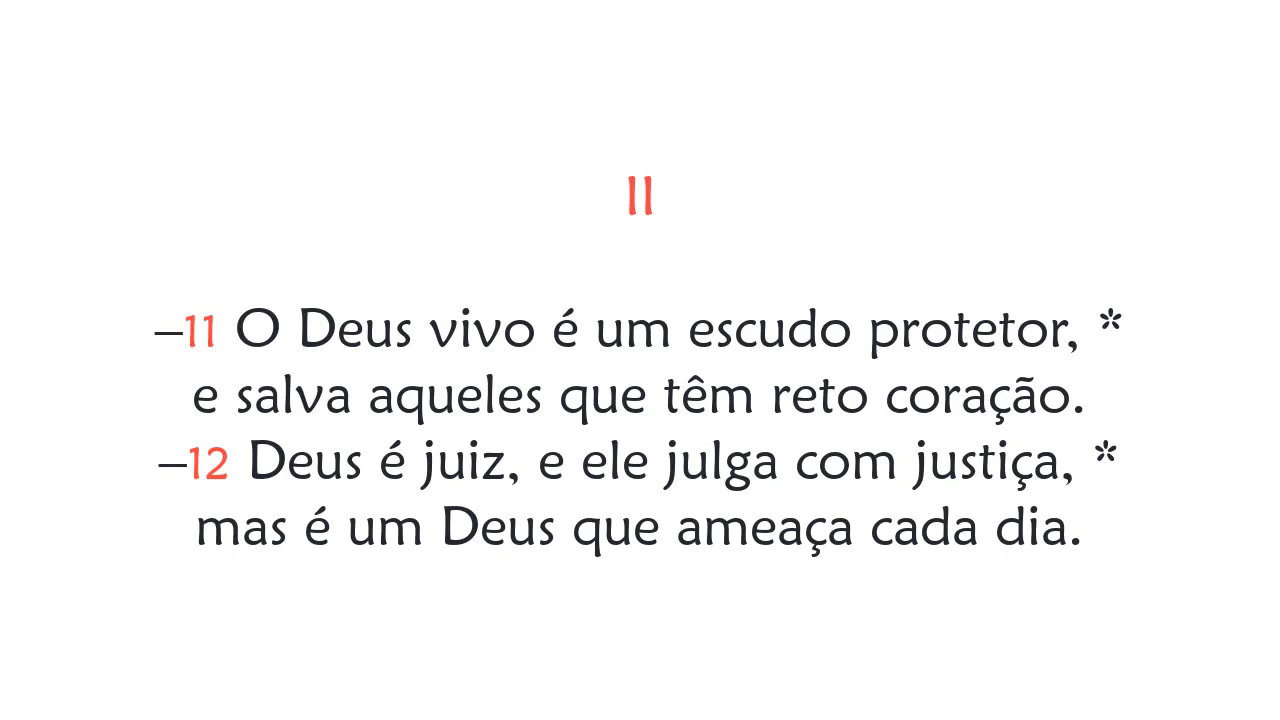 II
–11 O Deus vivo é um escudo protetor, *
e salva aqueles que têm reto coração.
–12 Deus é juiz, e ele julga com justiça, *
mas é um Deus que ameaça cada dia.